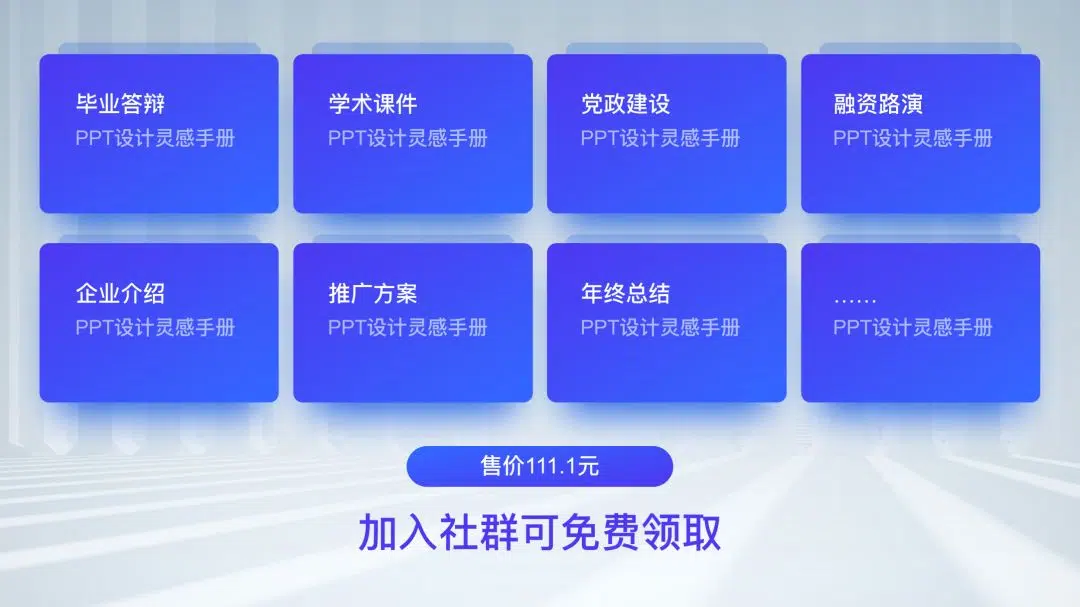 毕业答辩
PPT设计灵感手册
学术课件
PPT设计灵感手册
党政建设
PPT设计灵感手册
融资路演
PPT设计灵感手册
企业介绍
PPT设计灵感手册
推广方案
PPT设计灵感手册
年终总结
PPT设计灵感手册
……
PPT设计灵感手册
售价111.1元
加入社群可免费领取